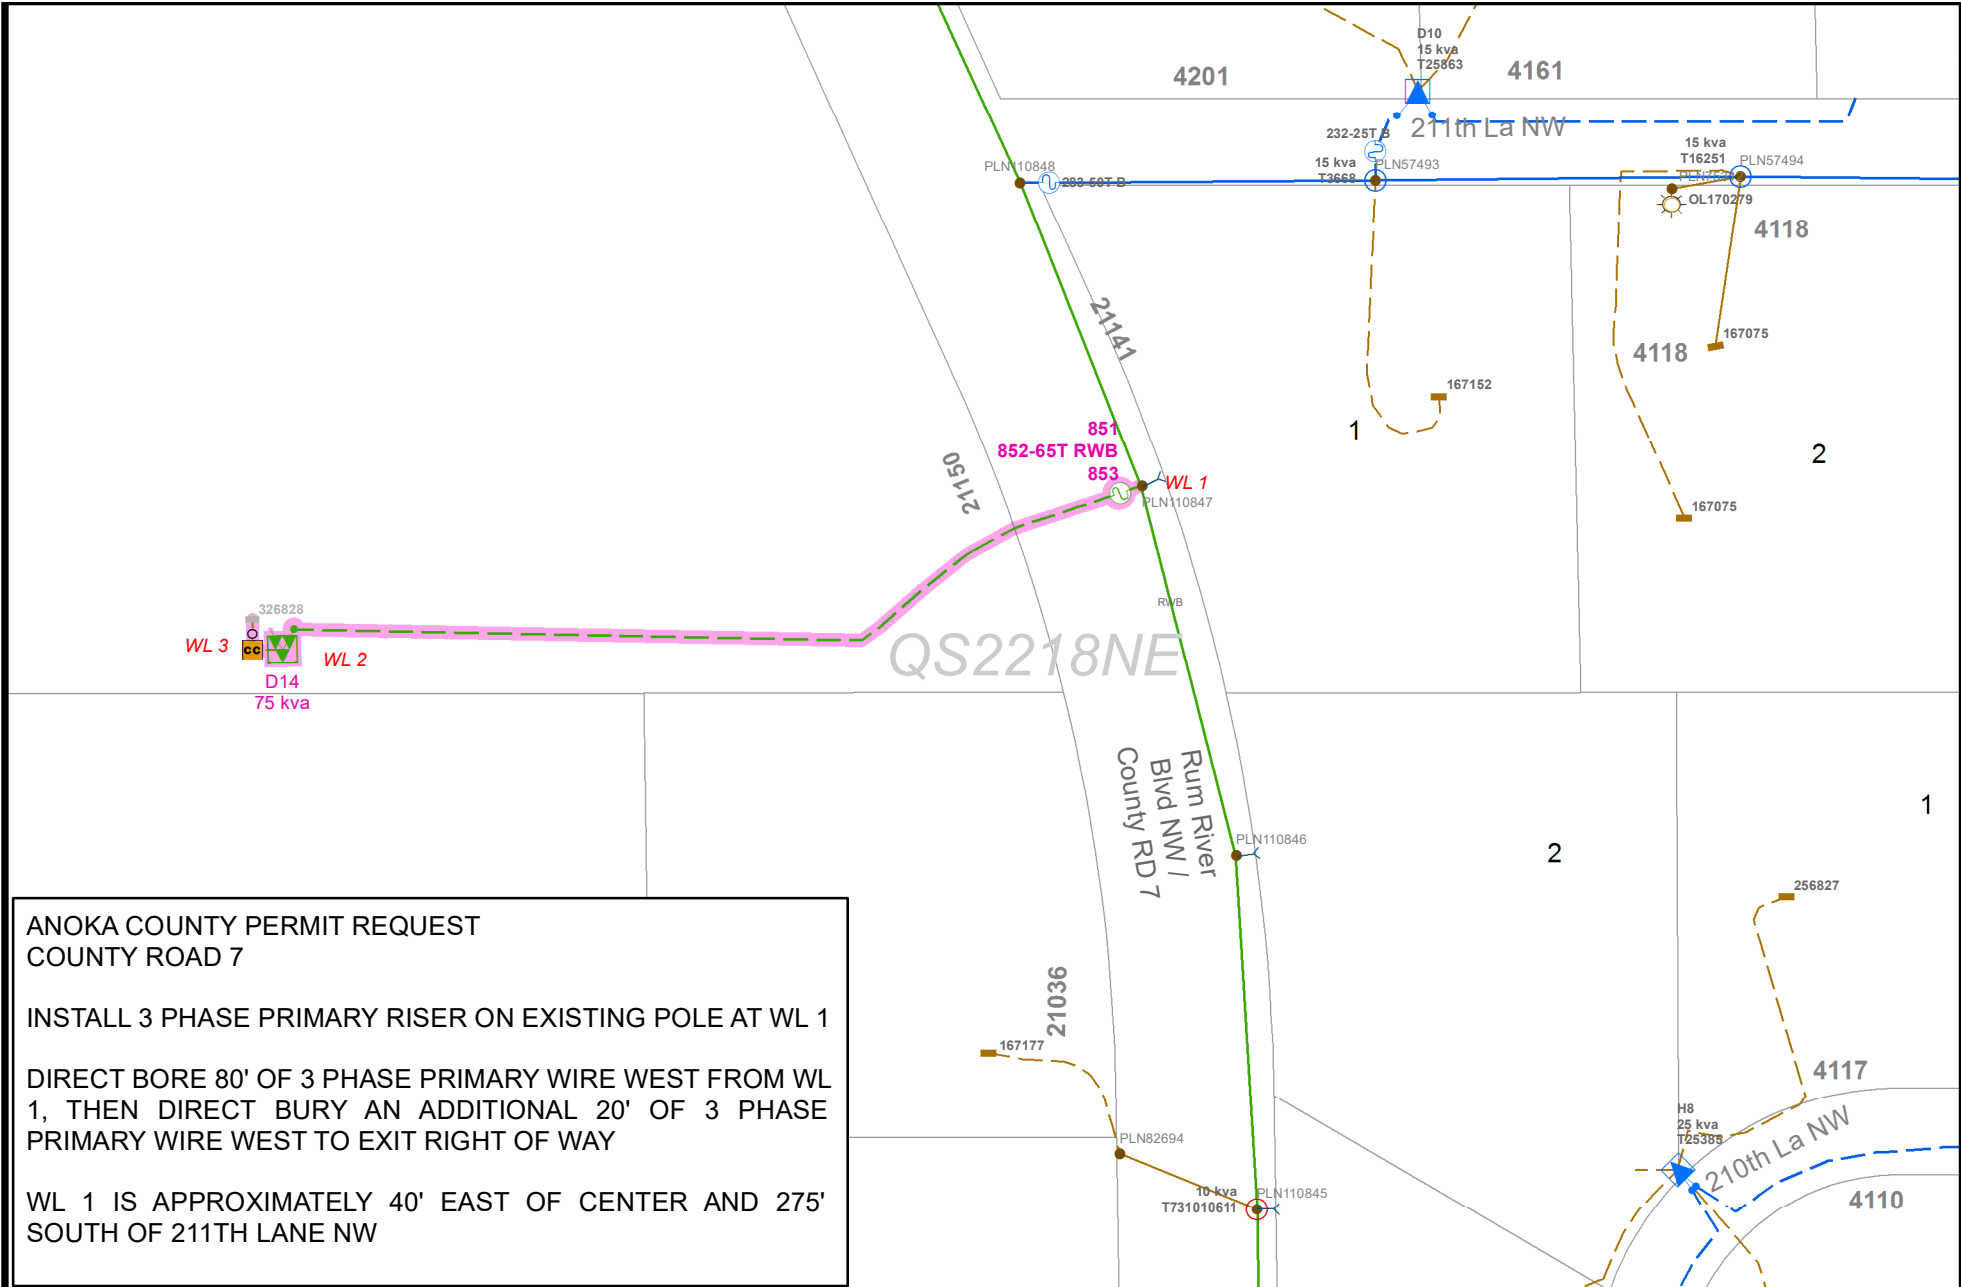 D10
15 kva
T25863
4201
4161
211th La NW
232-25T B
15 kva
T3668
PLN57493
15 kva
T16251
PLN57494
PLN110848
283-50T B
OL170279
4118
21141
167075
4118
167152
1
2
851
852-65T RWB
853
WL 1
PLN110847
21150
167075
RWB
326828
WL 3
CC
WL 2
QS2218NE
D14
75 kva
Rum River
Blvd NW /
County RD 7
1
PLN110846
2
256827
ANOKA COUNTY PERMIT REQUEST
COUNTY ROAD 7
INSTALL 3 PHASE PRIMARY RISER ON EXISTING POLE AT WL 1
DIRECT BORE 80' OF 3 PHASE PRIMARY WIRE WEST FROM WL
1, THEN DIRECT BURY AN ADDITIONAL 20' OF 3 PHASE
PRIMARY WIRE WEST TO EXIT RIGHT OF WAY
WL 1 IS APPROXIMATELY 40' EAST OF CENTER AND 275'
SOUTH OF 211TH LANE NW
21036
167177
4117
H8
25 kva
T25385
210th La NW
PLN82694
10 kva
T731010611
PLN110845
4110